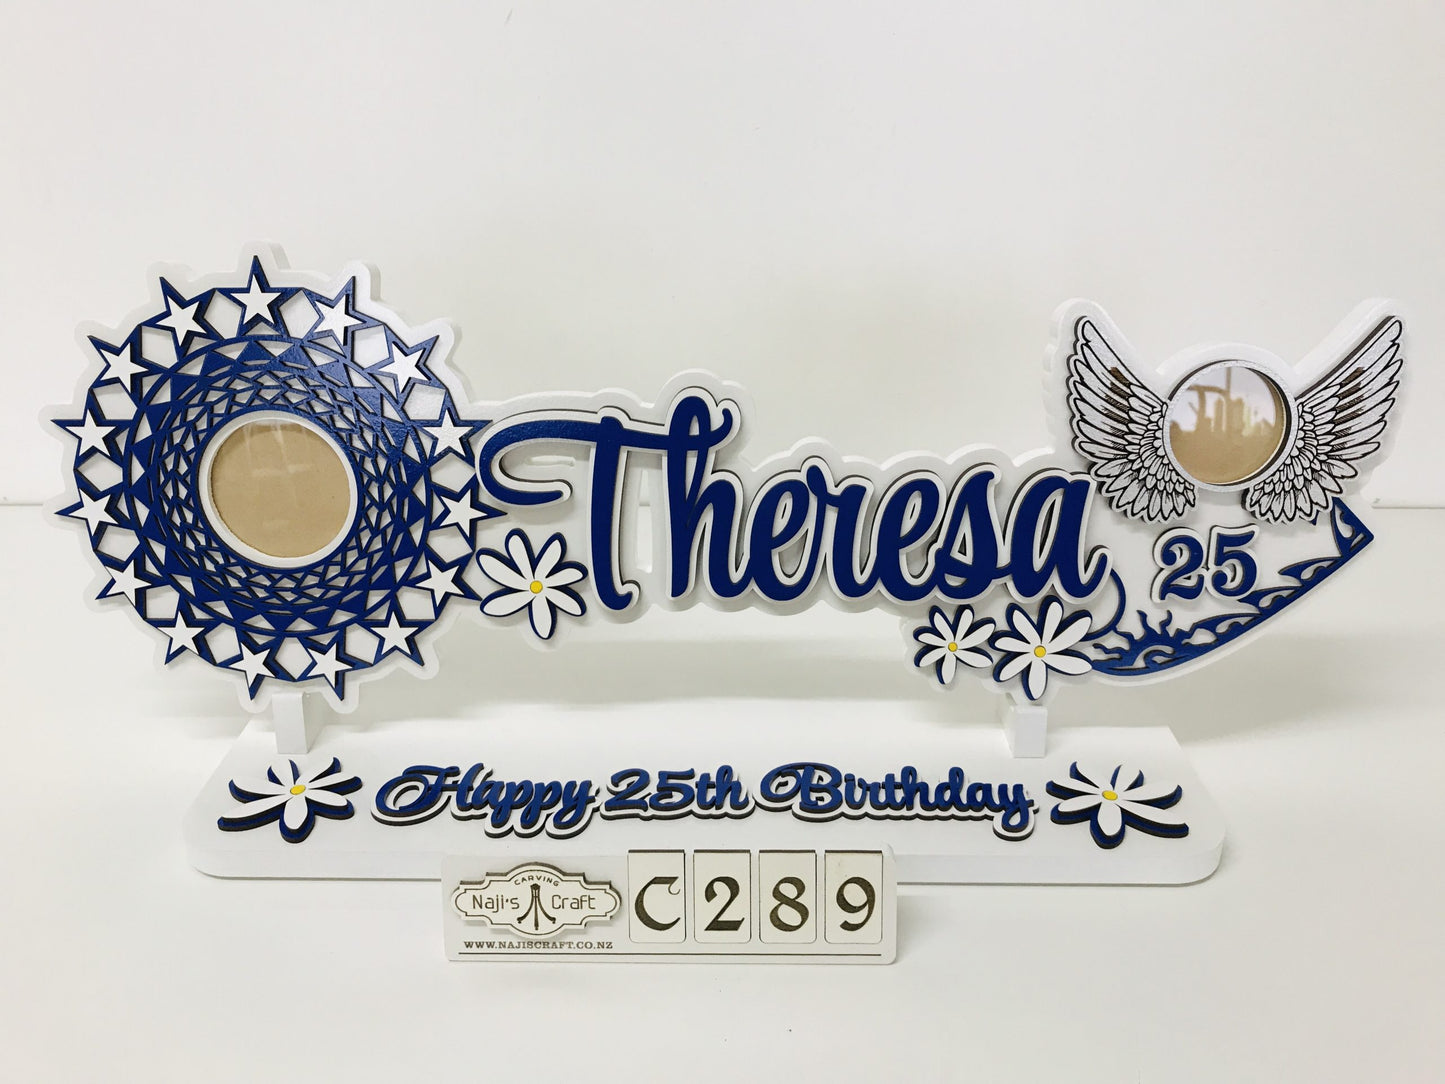 Theresa
25
Happy 25th Birthday
CARVING
Naji's Craft
WWW.NAJISCRAFT.CO.NZ
C289